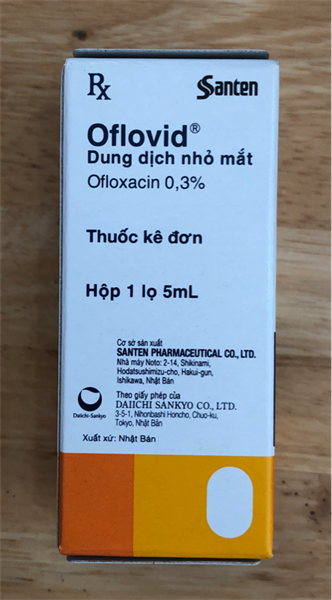 Rx
Santen
Oflovid®
Dung dịch nhỏ mắt
Ofloxacin 0,3%
Thuốc kê đơn
Hộp 1 lọ 5mL
Cơ sở sản xuất
SANTEN PHARMACEUTICAL CO., LTD.
Nhà máy Noto: 2-14, Shikinami,
Hodatsushimizu-cho, Hakui-gun,
Ishikawa, Nhật Bản
Theo giấy phép của
DAIICHI SANKYO CO., LTD.
3-5-1, Nihonbashi Honcho, Chuo-ku,
Tokyo, Nhật Bản
Daiichi-Sankyo
Xuất xứ: Nhật Bản